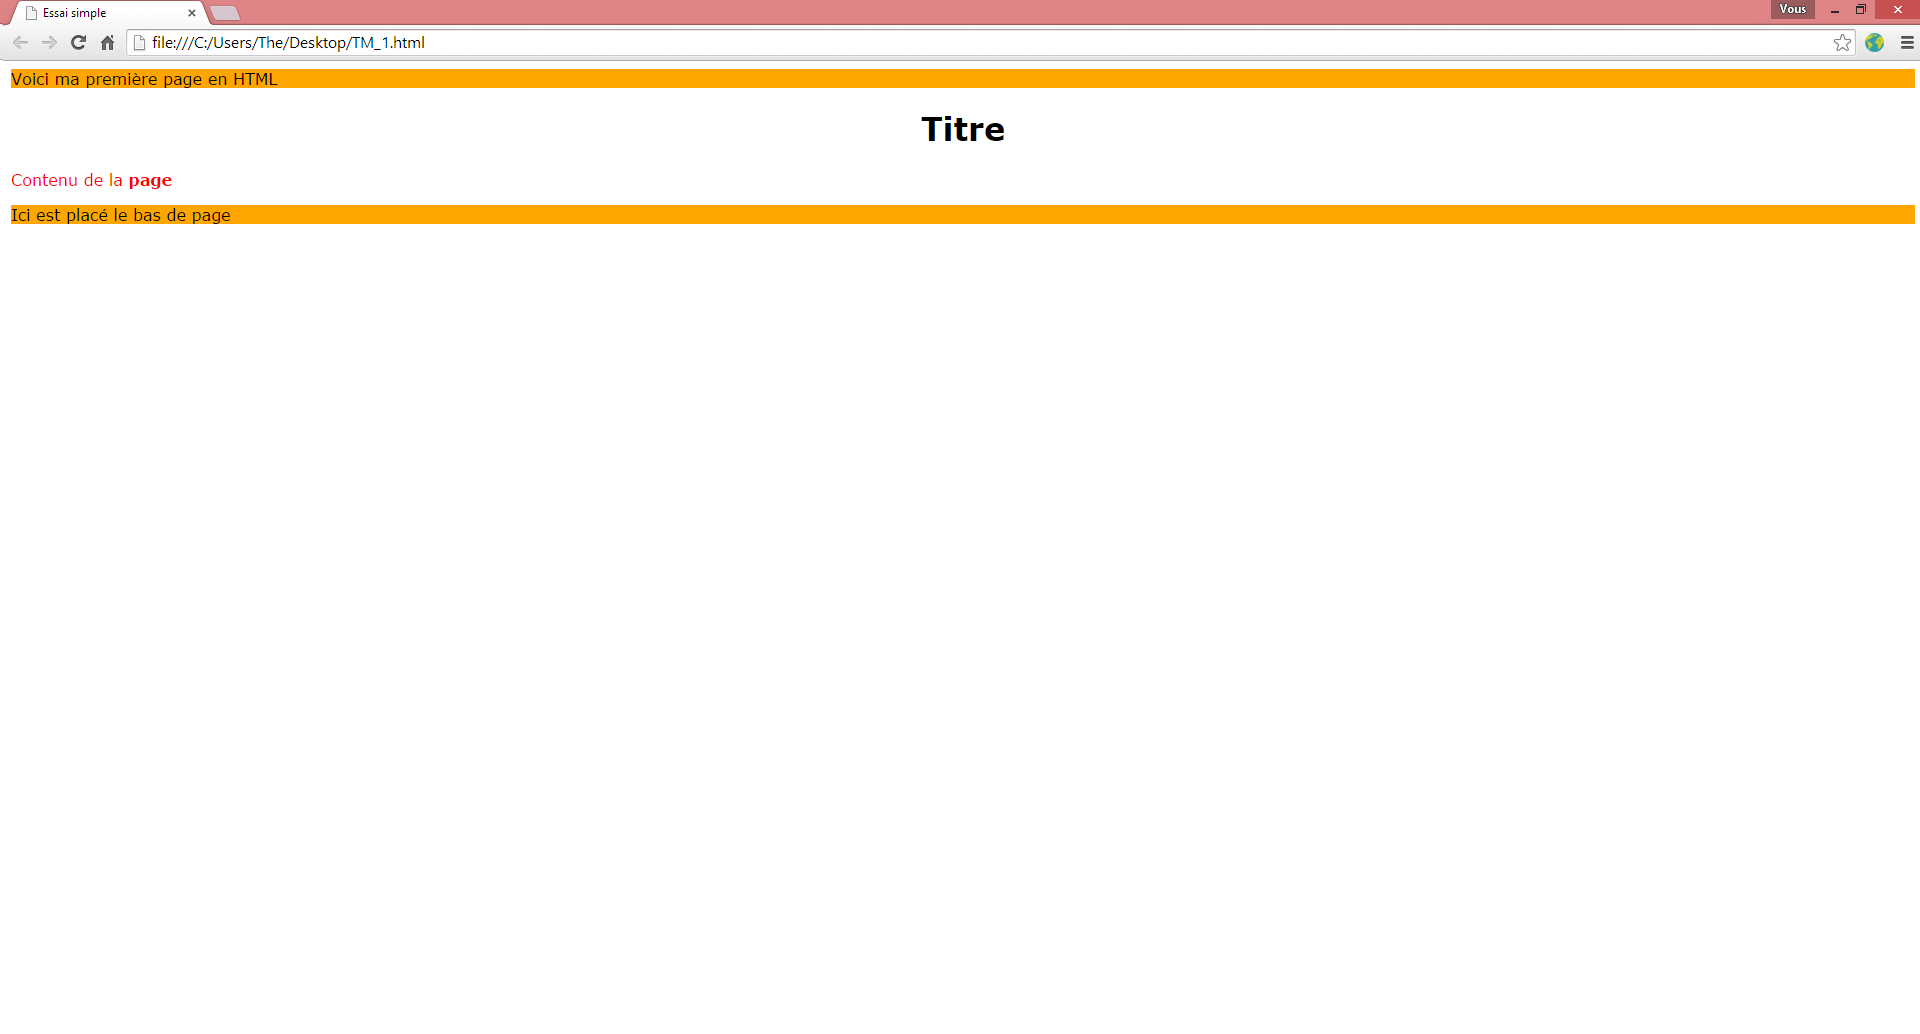 Essai simple
Vous
file:///C:/Users/The/Desktop/TM_1.html
Voici ma première page en HTML
Titre
Contenu de la page
Ici est placé le bas de page